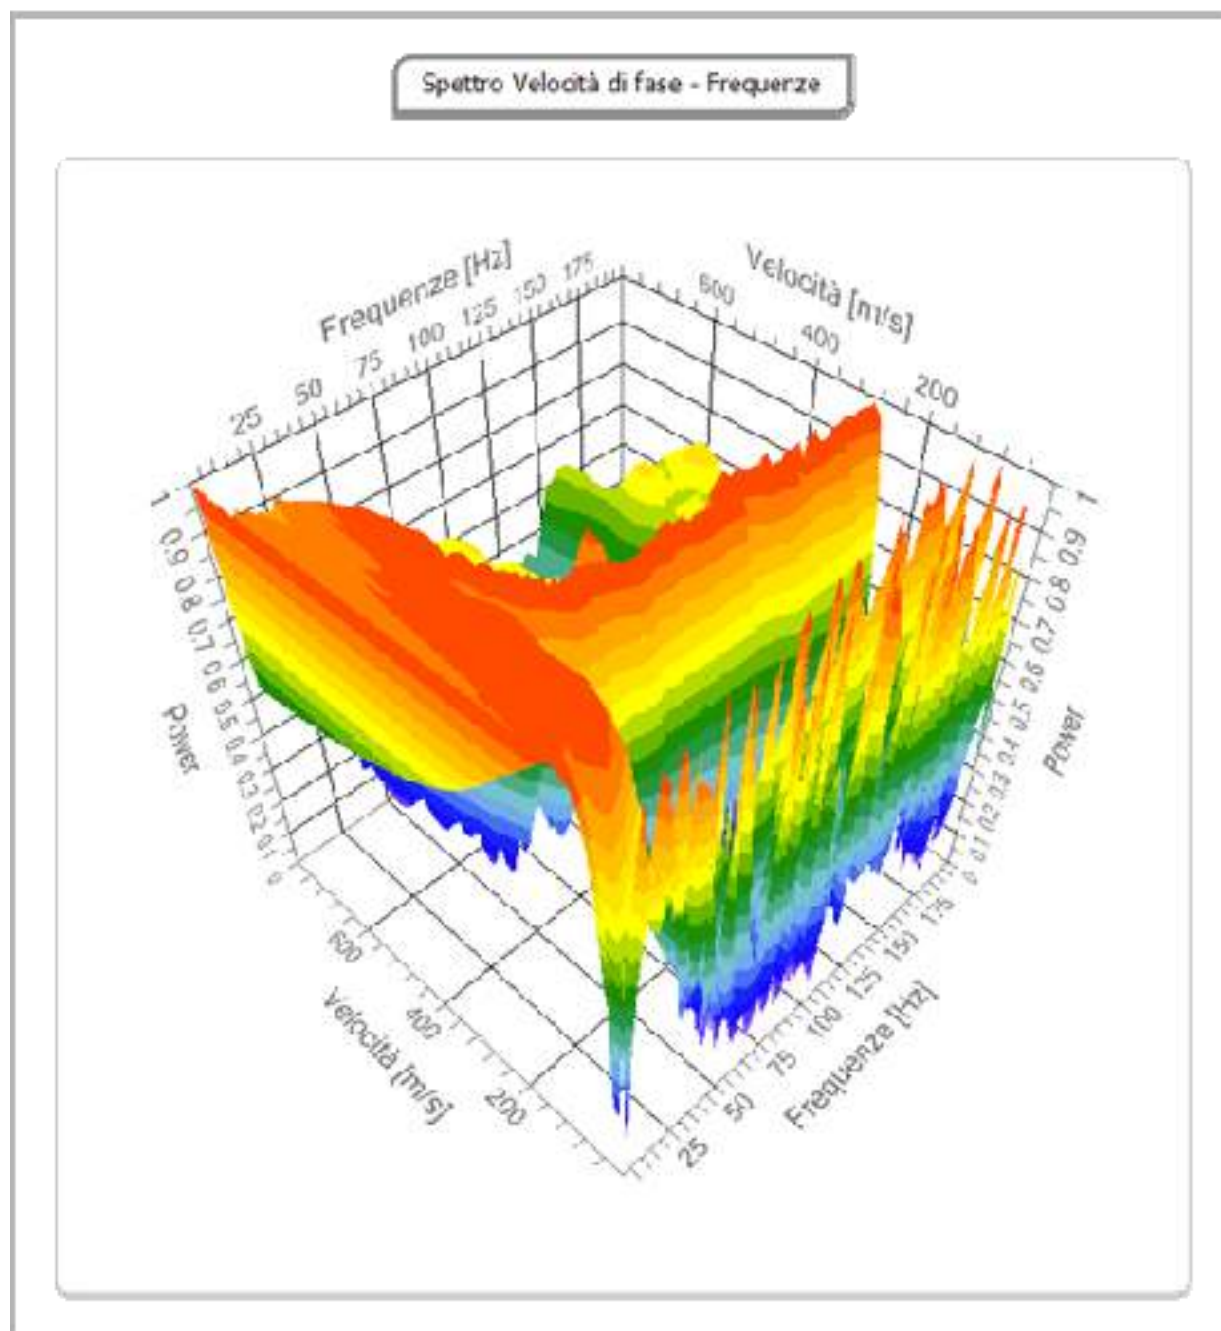 Spettro Velocità di fase - Frequenze
Frequenze [Hz]
25 50 75 100 125 150 175
Velocità [m/s]
600 400 200
1 0.9 0.8 0.7 0.6 0.5 0.4 0.3 0.2 0.1 0
Power
1 0.9 0.8 0.7 0.6 0.5 0.4 0.3 0.2 0.1 0
Power
600 400 200
Velocità [m/s]
25 50 75 100 125 150 175
Frequenze [Hz]